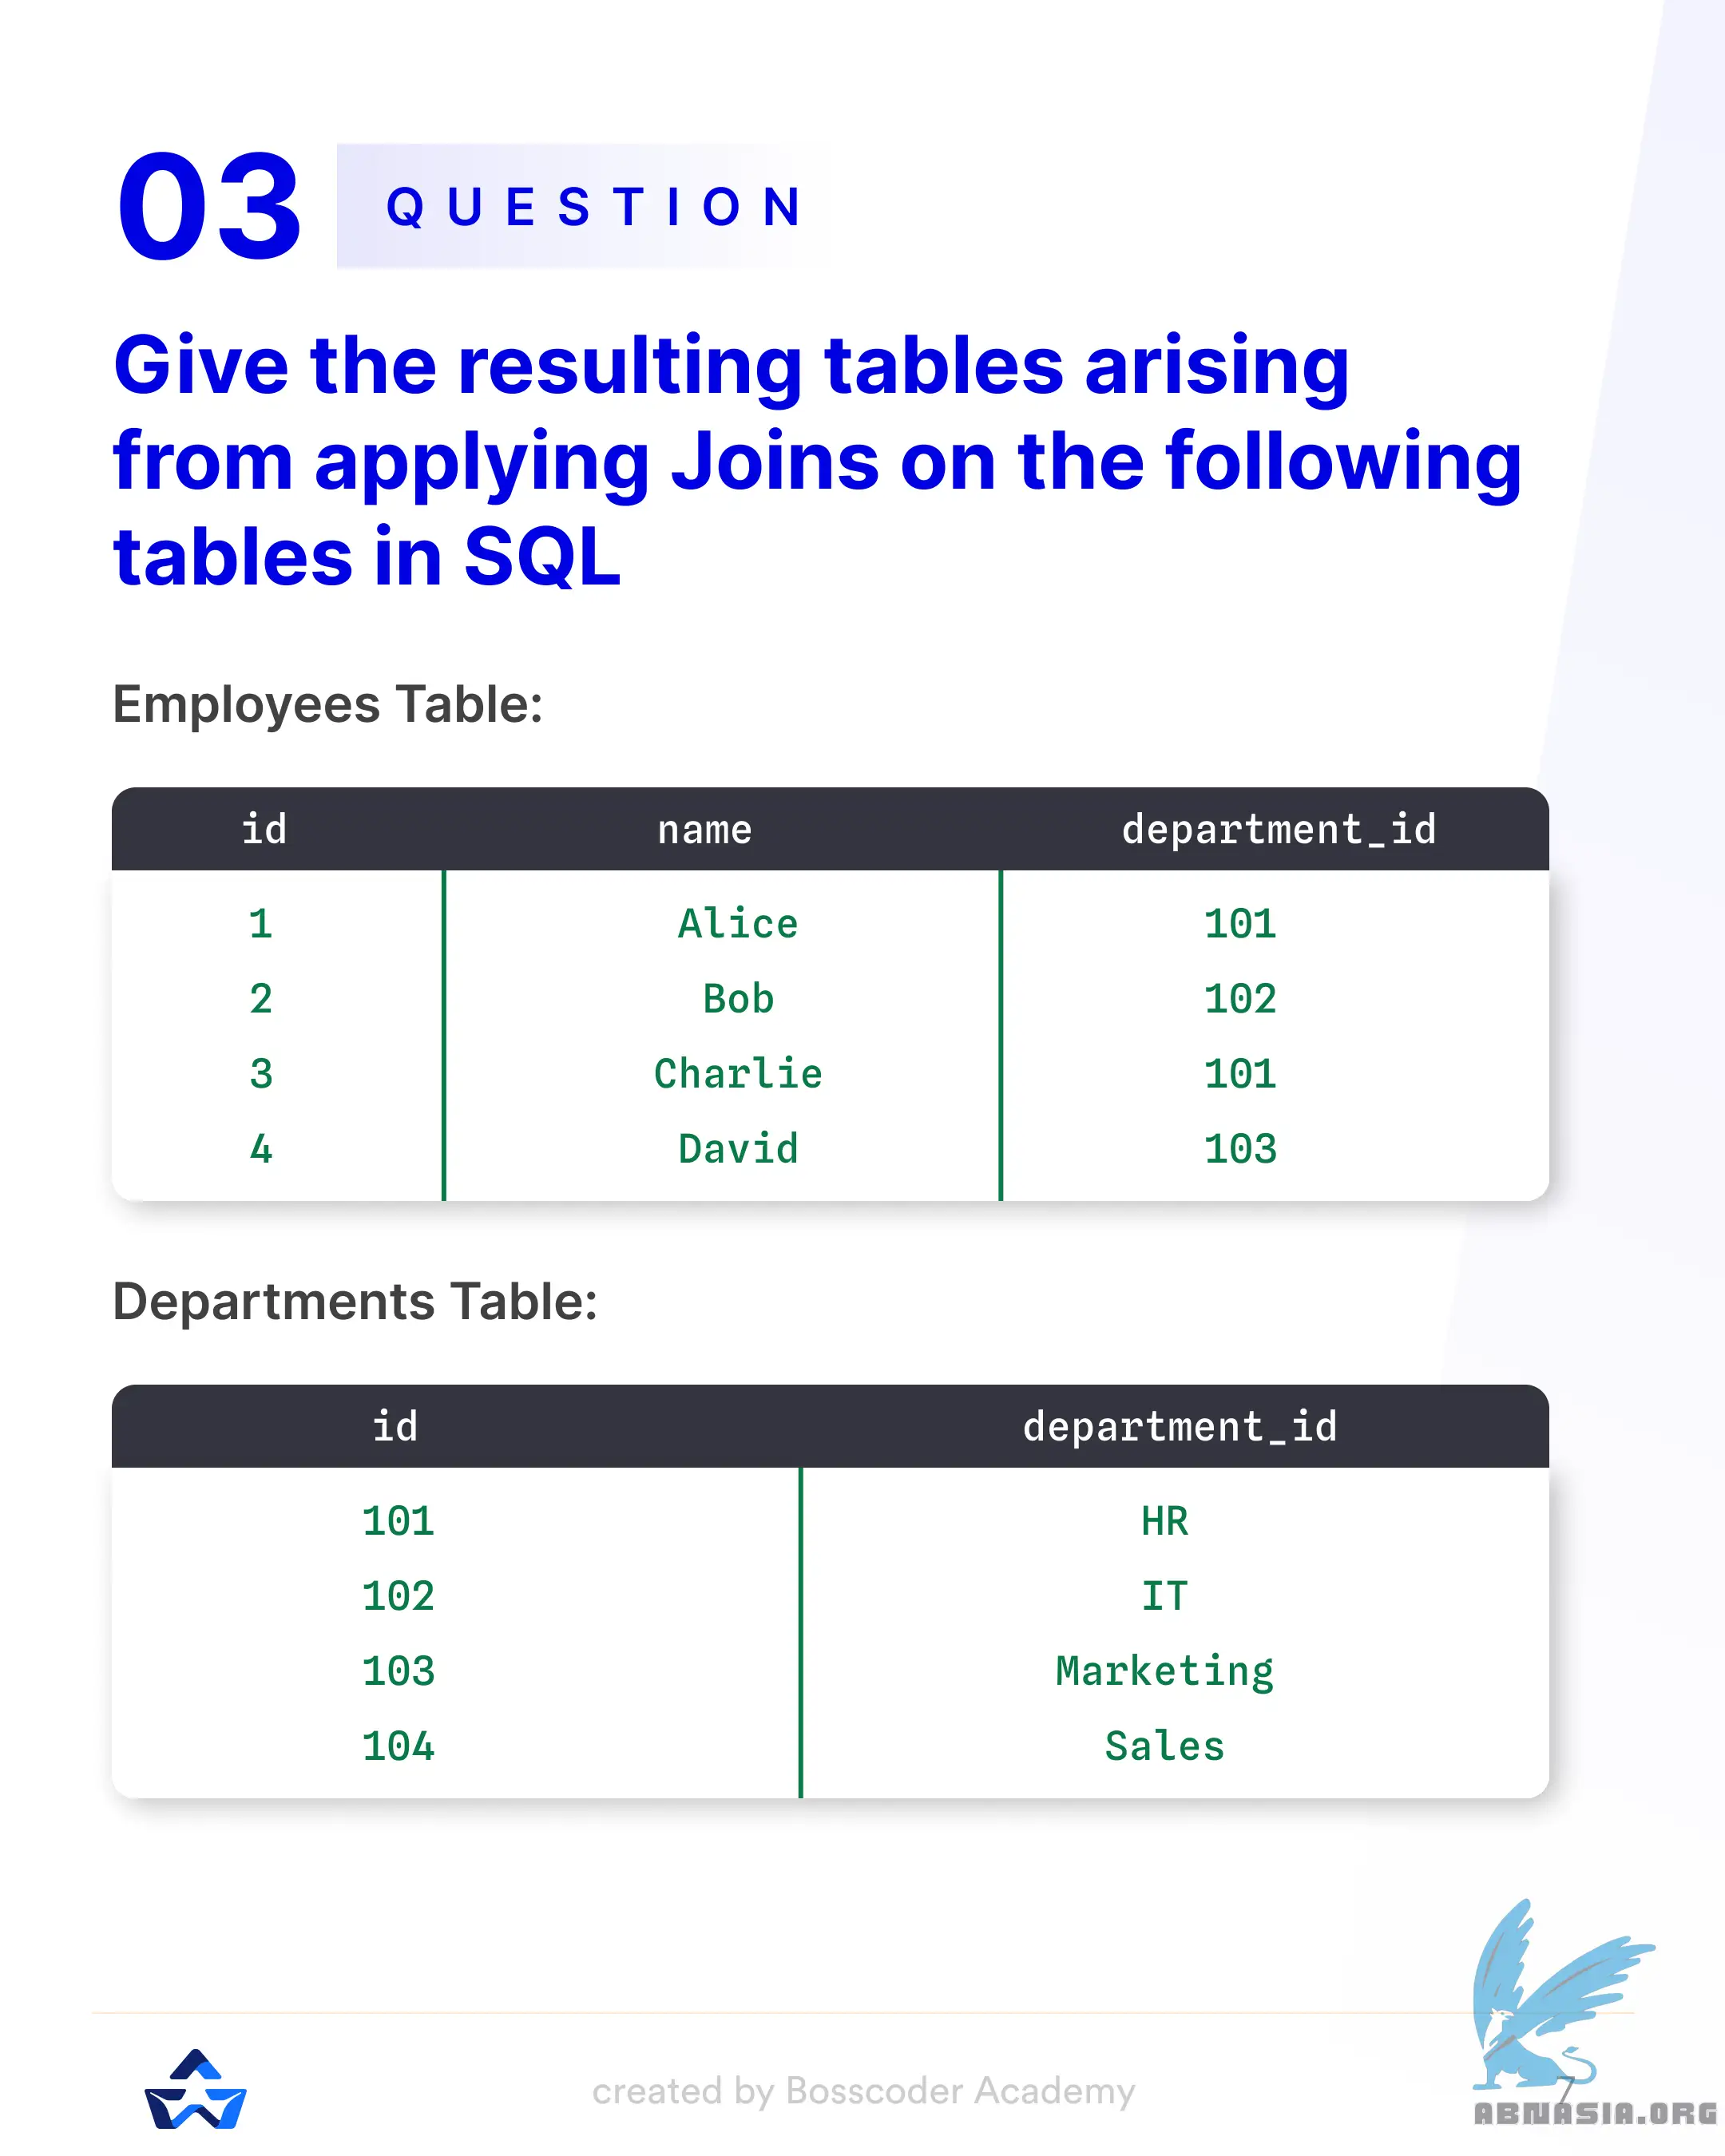 03 QUESTION
Give the resulting tables arising
from applying Joins on the following
tables in SQL
Employees Table:
id name department_id
1 Alice 101
2 Bob 102
3 Charlie 101
4 David 103
Departments Table:
id department_id
101 HR
102 IT
103 Marketing
104 Sales
created by Bosscoder Academy
7
ABNASIA.ORG